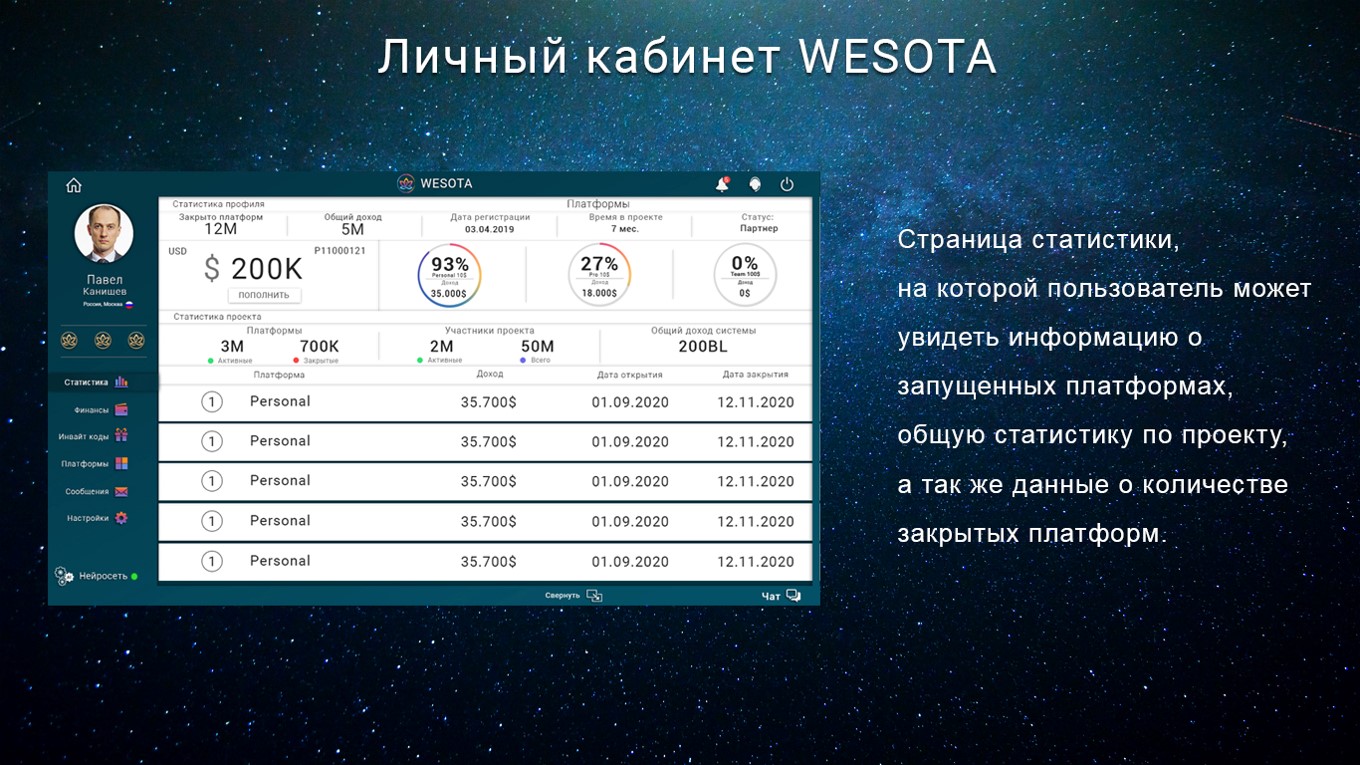 Личный кабинет WESOTA
WESOTA
Статистика профиля Платформы
Закрыто платформ Общий доход Дата регистрации Время в проекте Статус:
12M 5M 03.04.2019 7 мес. Партнер
USD P11000121
$ 200K
ПОПОЛНИТЬ
93% 27% 0%
Personal 10$ Pro 10$ Team 100$
Доход Доход Доход
35.000$ 18.000$ 0$
Статистика проекта
Платформы Участники проекта Общий доход системы
3M 700K 2M 50M 200BL
Активные Закрытые Активные Всего
Платформа Доход Дата открытия Дата закрытия
1 Personal 35.700$ 01.09.2020 12.11.2020
1 Personal 35.700$ 01.09.2020 12.11.2020
1 Personal 35.700$ 01.09.2020 12.11.2020
1 Personal 35.700$ 01.09.2020 12.11.2020
1 Personal 35.700$ 01.09.2020 12.11.2020
Павел
Канищев
Россия, Москва
Статистика
Финансы
Инвайт коды
Платформы
Сообщения
Настройки
Нейросеть
Свернуть Чат
Страница статистики,
на которой пользователь может
увидеть информацию о
запущенных платформах,
общую статистику по проекту,
а так же данные о количестве
закрытых платформ.